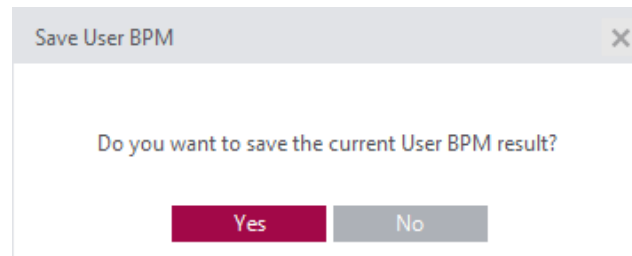 Save User BPM
Do you want to save the current User BPM result?
Yes No